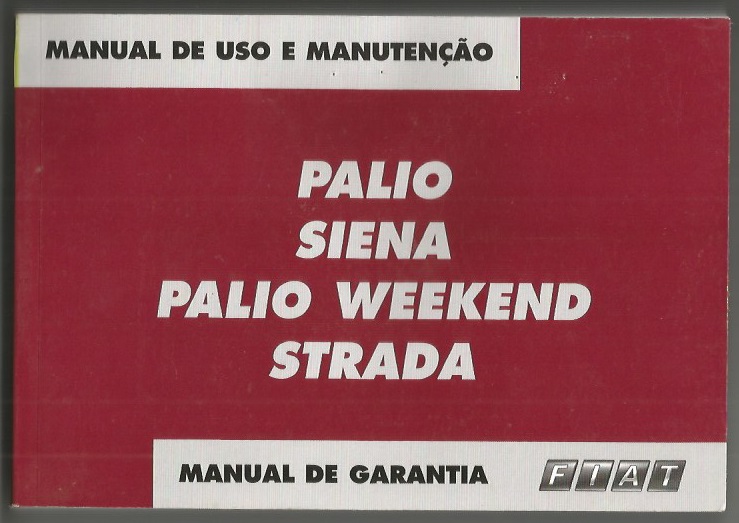 MANUAL DE USO E MANUTENÇÃO
PALIO
SIENA
PALIO WEEKEND
STRADA
MANUAL DE GARANTIA
FIAT